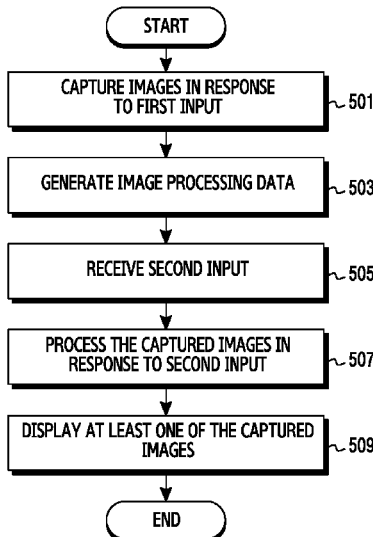 START
CAPTURE IMAGES IN RESPONSE
TO FIRST INPUT
501
GENERATE IMAGE PROCESSING DATA
503
RECEIVE SECOND INPUT
505
PROCESS THE CAPTURED IMAGES IN
RESPONSE TO SECOND INPUT
507
DISPLAY AT LEAST ONE OF THE CAPTURED
IMAGES
509
END